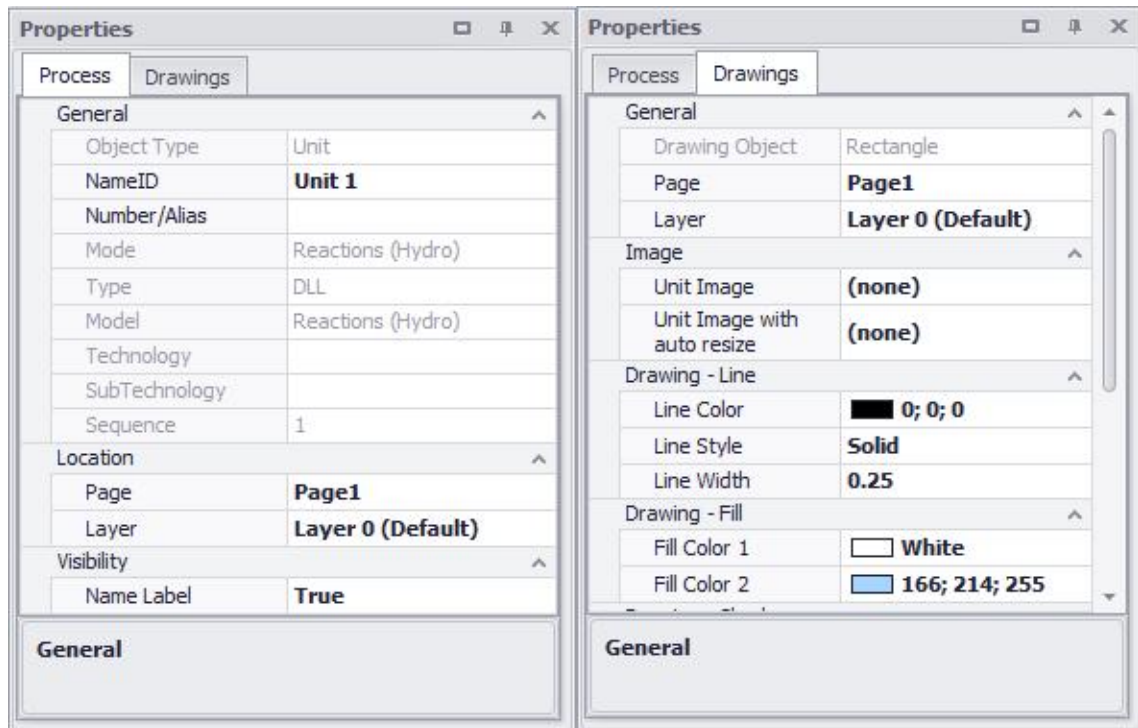 Properties
Process Drawings
General
Object Type Unit
NameID Unit 1
Number/Alias
Mode Reactions (Hydro)
Type DLL
Model Reactions (Hydro)
Technology
SubTechnology
Sequence 1
Location
Page Page1
Layer Layer 0 (Default)
Visibility
Name Label True
General
Properties
Process Drawings
General
Drawing Object Rectangle
Page Page1
Layer Layer 0 (Default)
Image
Unit Image (none)
Unit Image with
auto resize (none)
Drawing - Line
Line Color 0; 0; 0
Line Style Solid
Line Width 0.25
Drawing - Fill
Fill Color 1 White
Fill Color 2 166; 214; 255
General